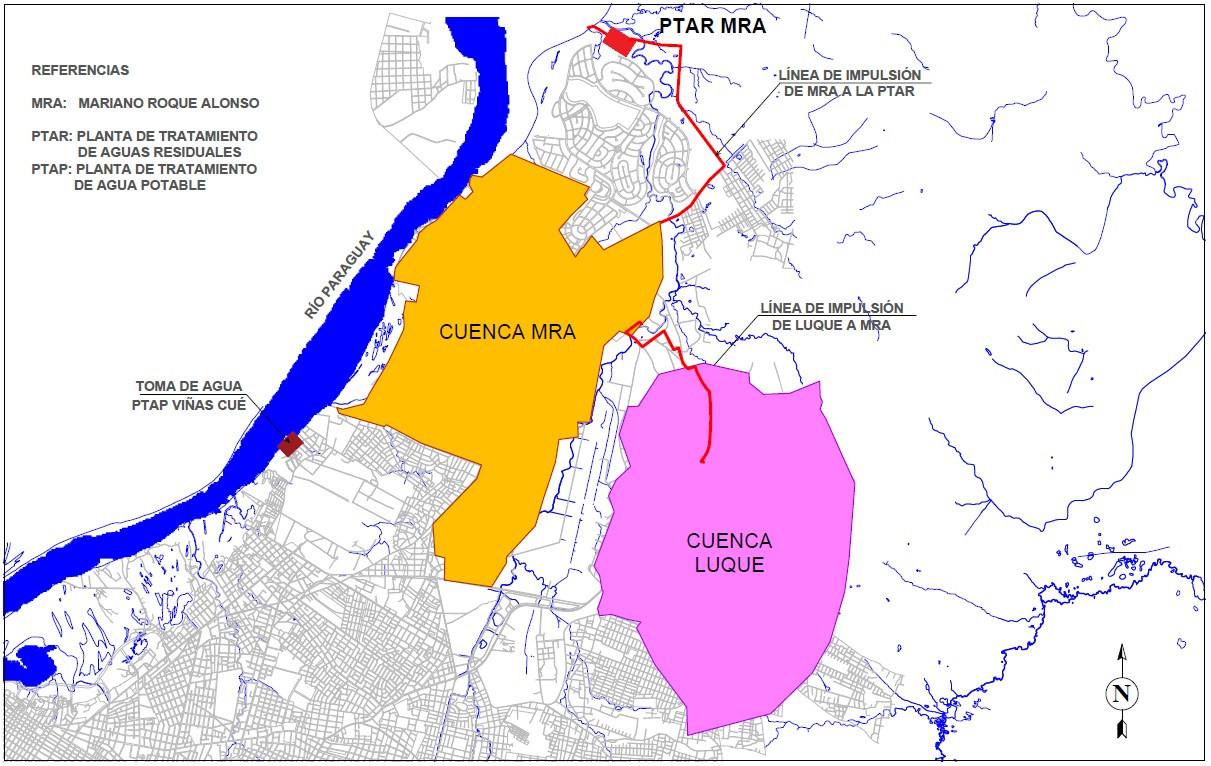 PTAR MRA
REFERENCIAS
MRA: MARIANO ROQUE ALONSO
PTAR: PLANTA DE TRATAMIENTO
DE AGUAS RESIDUALES
PTAP: PLANTA DE TRATAMIENTO
DE AGUA POTABLE
LÍNEA DE IMPULSIÓN
DE MRA A LA PTAR
RÍO PARAGUAY
LÍNEA DE IMPULSIÓN
DE LUQUE A MRA
CUENCA MRA
TOMA DE AGUA
PTAP VIÑAS CUÉ
CUENCA
LUQUE
N